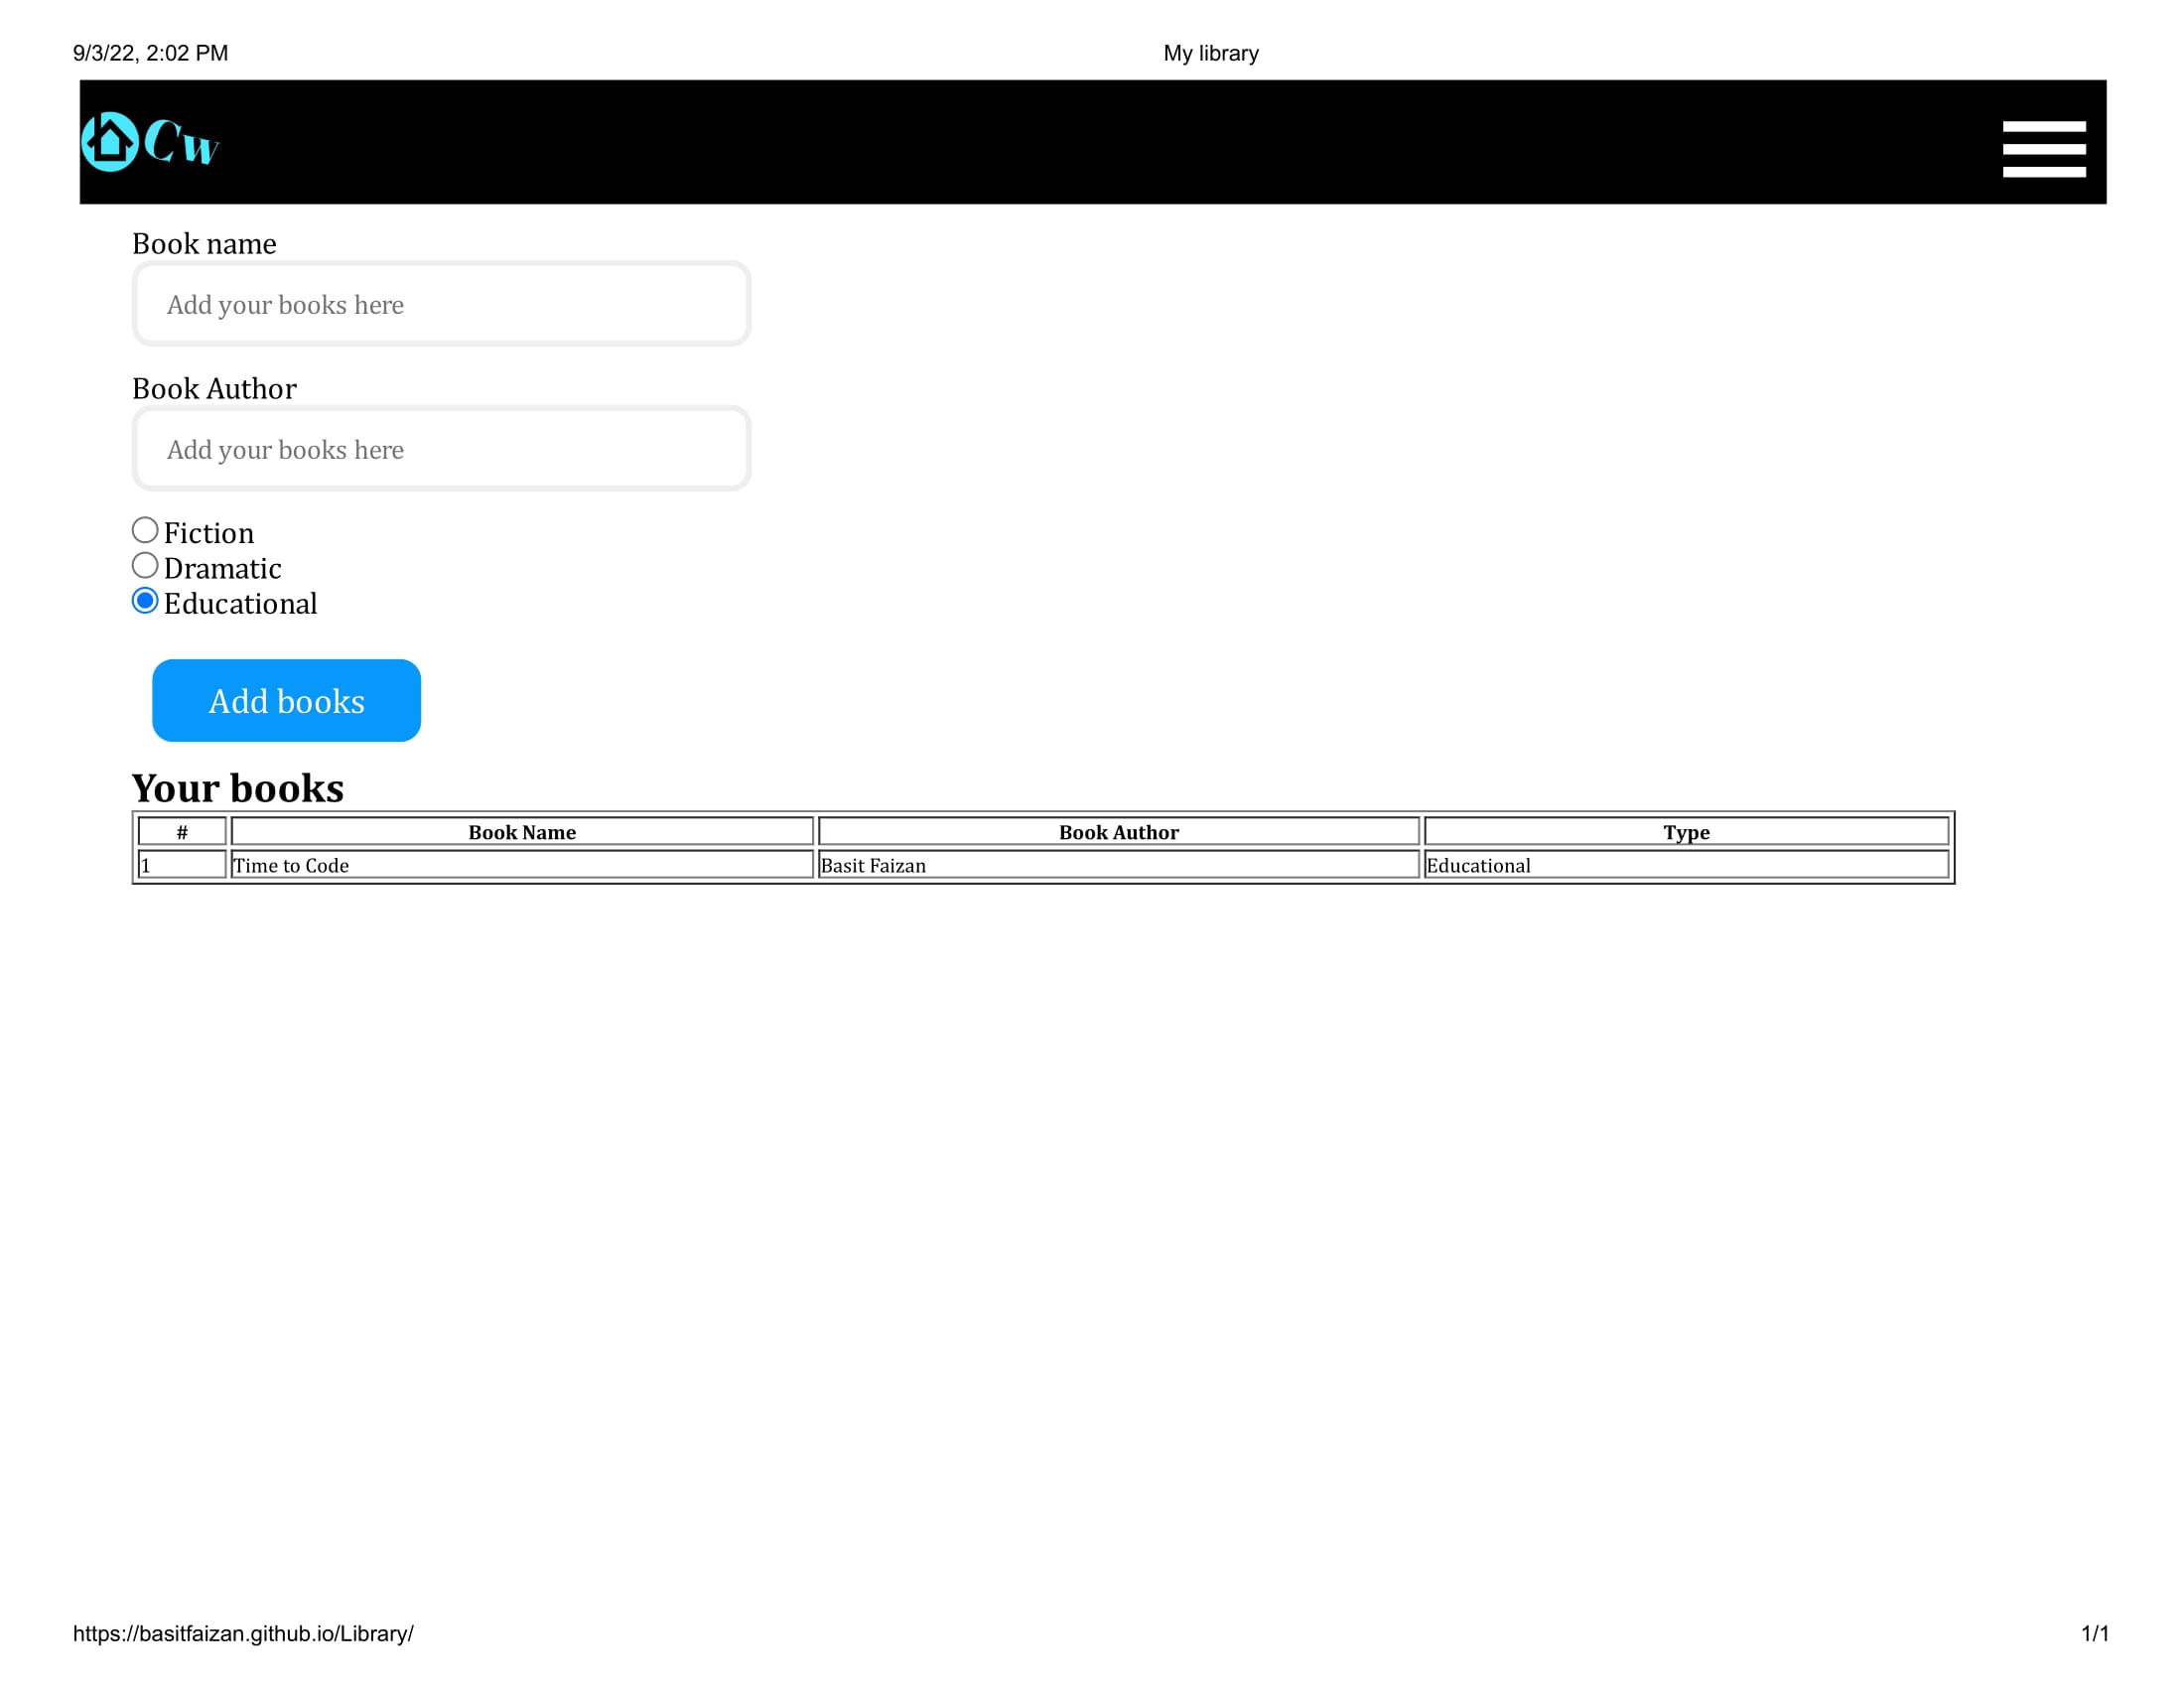 9/3/22, 2:02 PM My library
Cw
Book name
Add your books here
Book Author
Add your books here
Fiction
Dramatic
Educational
Add books
Your books
# Book Name Book Author Type
1 Time to Code Basit Faizan Educational
https://basitfaizan.github.io/Library/ 1/1